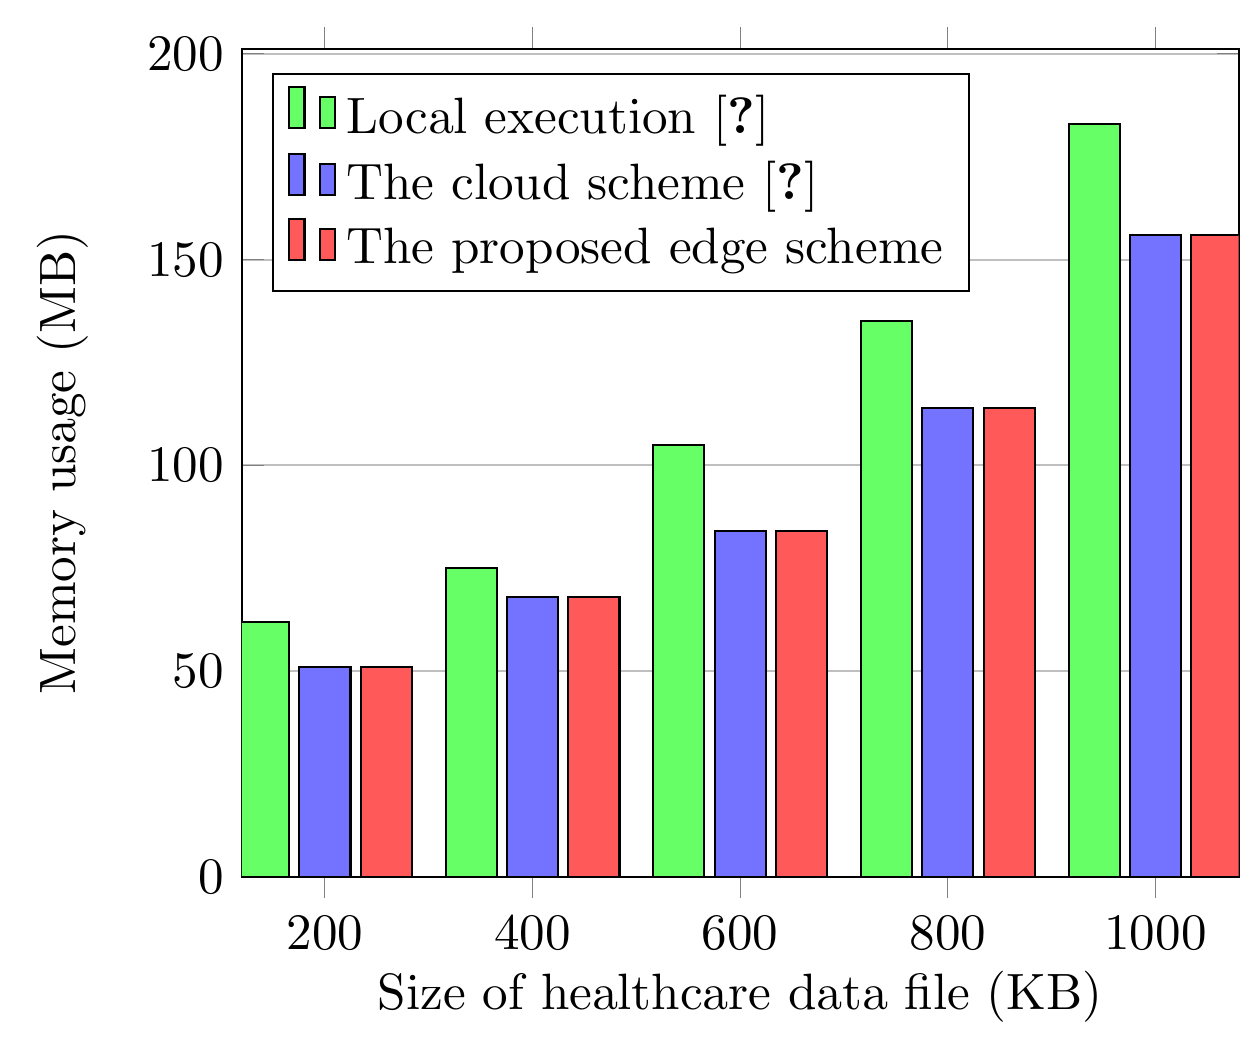 200
150
100
50
0
Memory usage (MB)
Local execution [?]
The cloud scheme [?]
The proposed edge scheme
200 400 600 800 1000
Size of healthcare data file (KB)